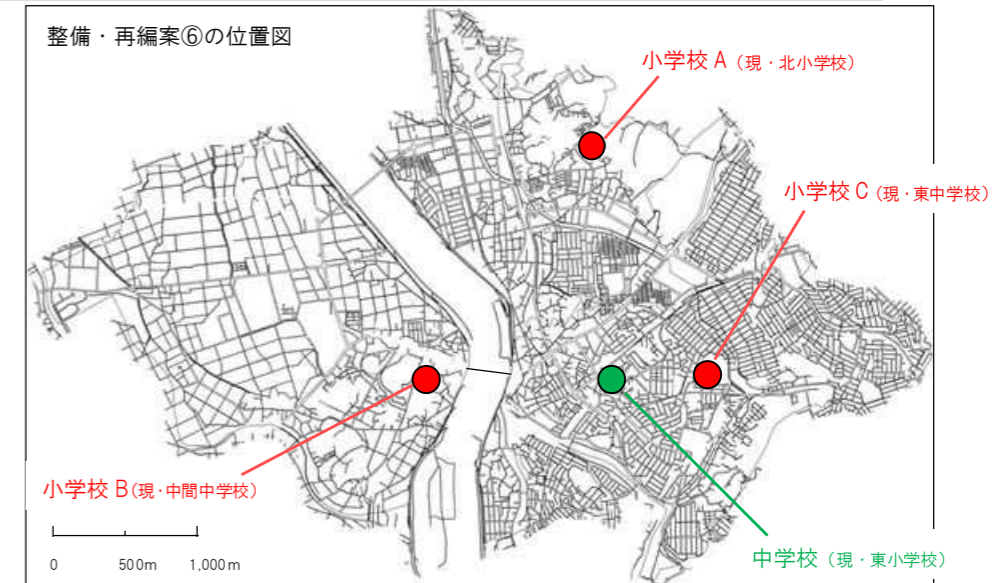 整備・再編案⑥の位置図
小学校 A（現・北小学校）
小学校 C（現・東中学校）
小学校 B（現・中間中学校）
0 500m 1,000m
中学校（現・東小学校）